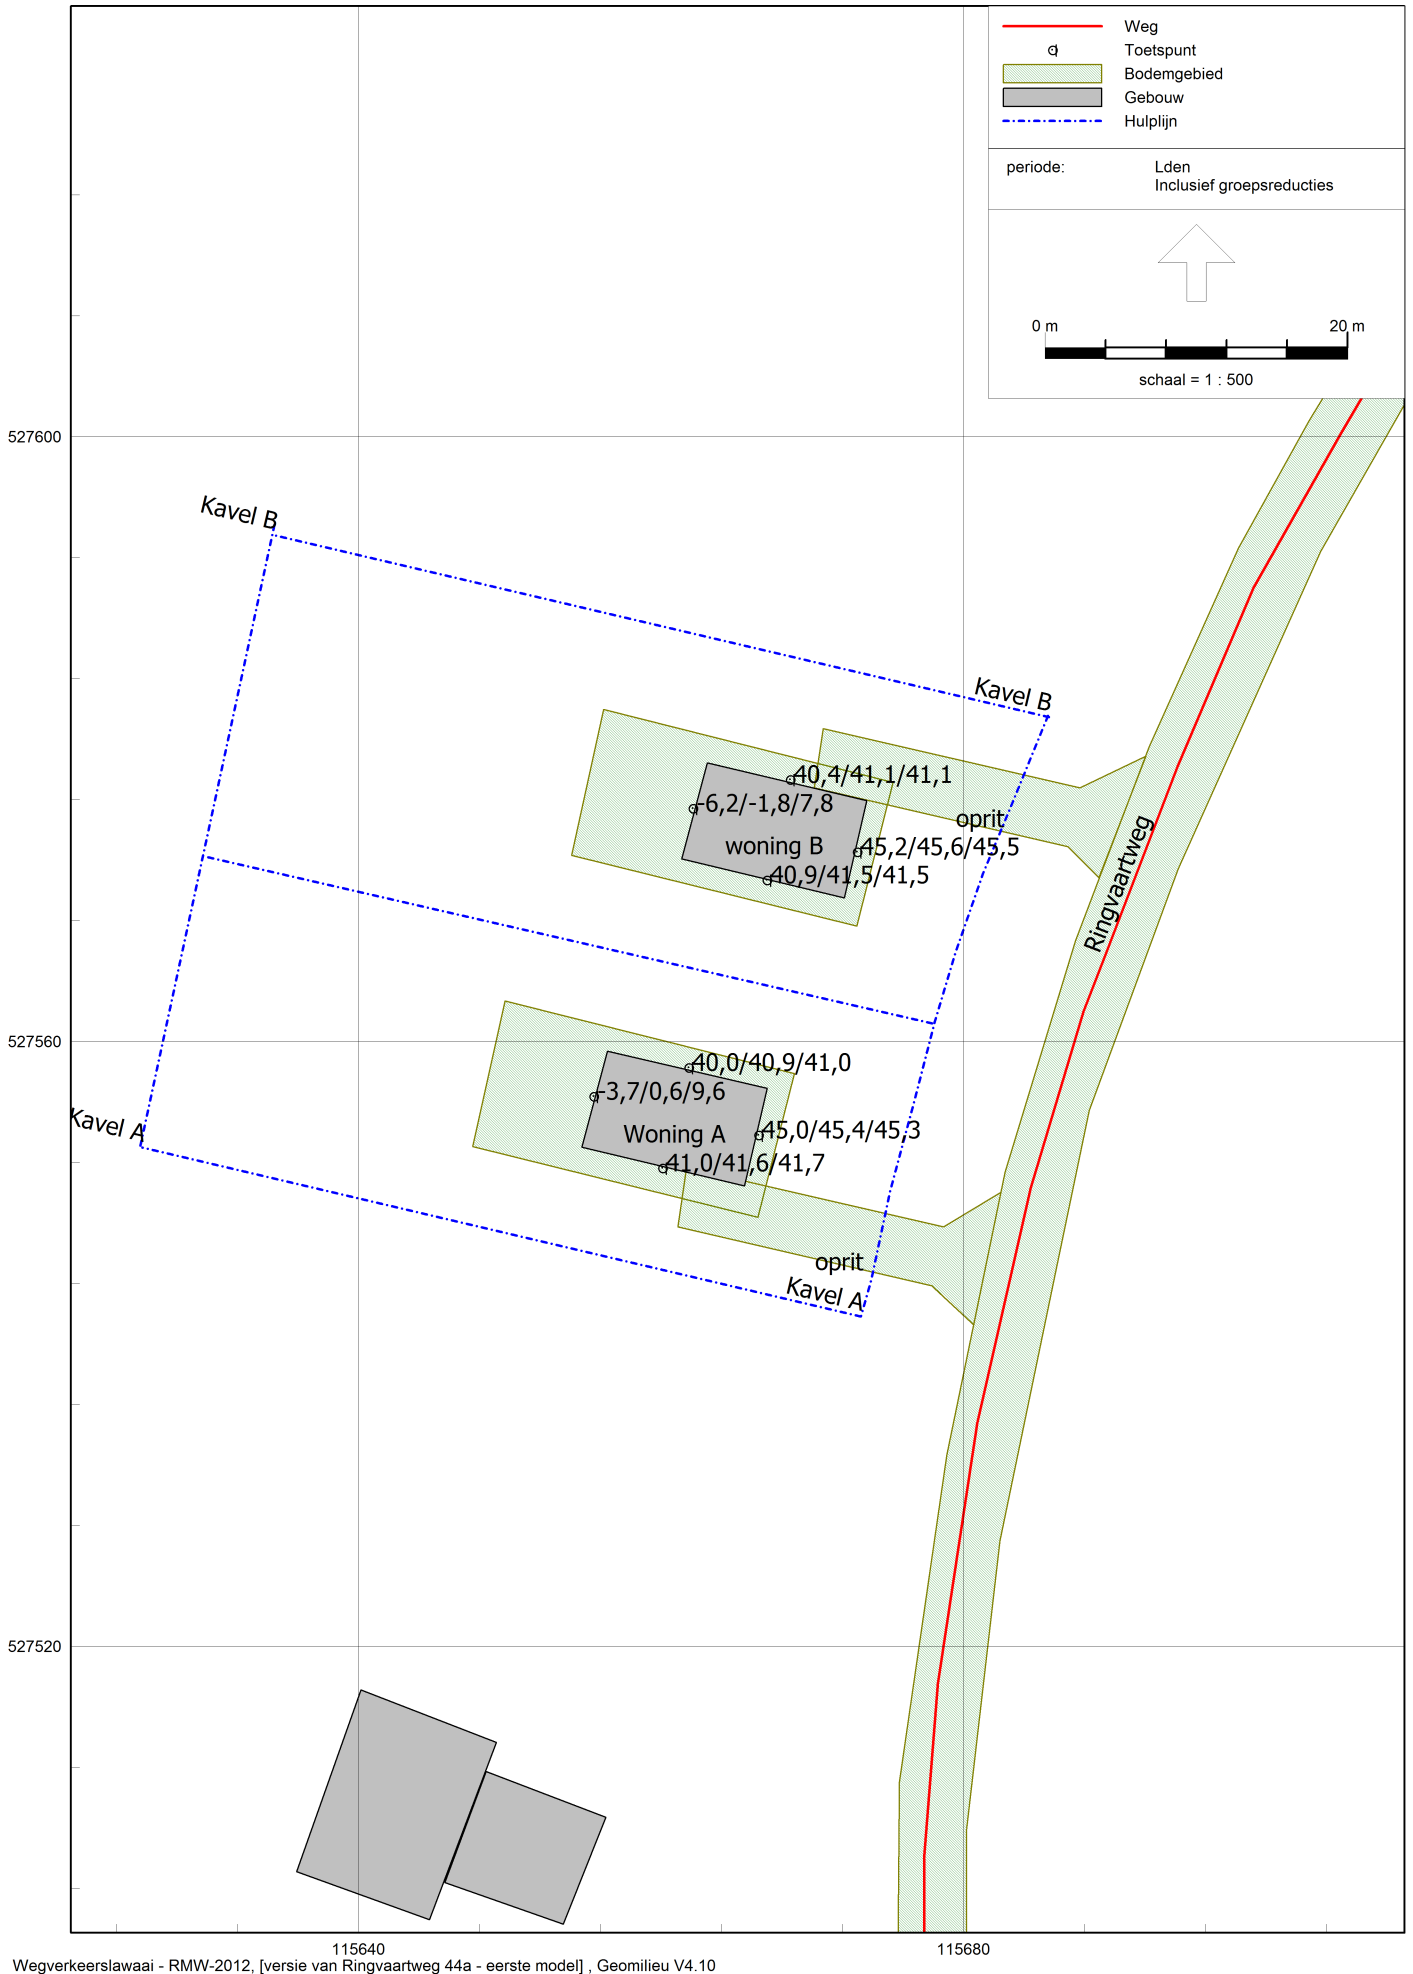 Weg
Toetspunt
Bodemgebied
Gebouw
Hulplijn
periode: Lden
Inclusief groepsreducties
0 m 20 m
schaal = 1 : 500
527600
Kavel B
Kavel B
40,4/41,1/41,1
-6,2/-1,8/7,8
oprit
woning B
45,2/45,6/45,5
40,9/41,5/41,5
Ringvaartweg
527560
40,0/40,9/41,0
-3,7/0,6/9,6
Kavel A
Woning A
45,0/45,4/45,3
41,0/41,6/41,7
oprit
Kavel A
527520
115640 115680
Wegverkeerslawaai - RMW-2012, [versie van Ringvaartweg 44a - eerste model] , Geomilieu V4.10